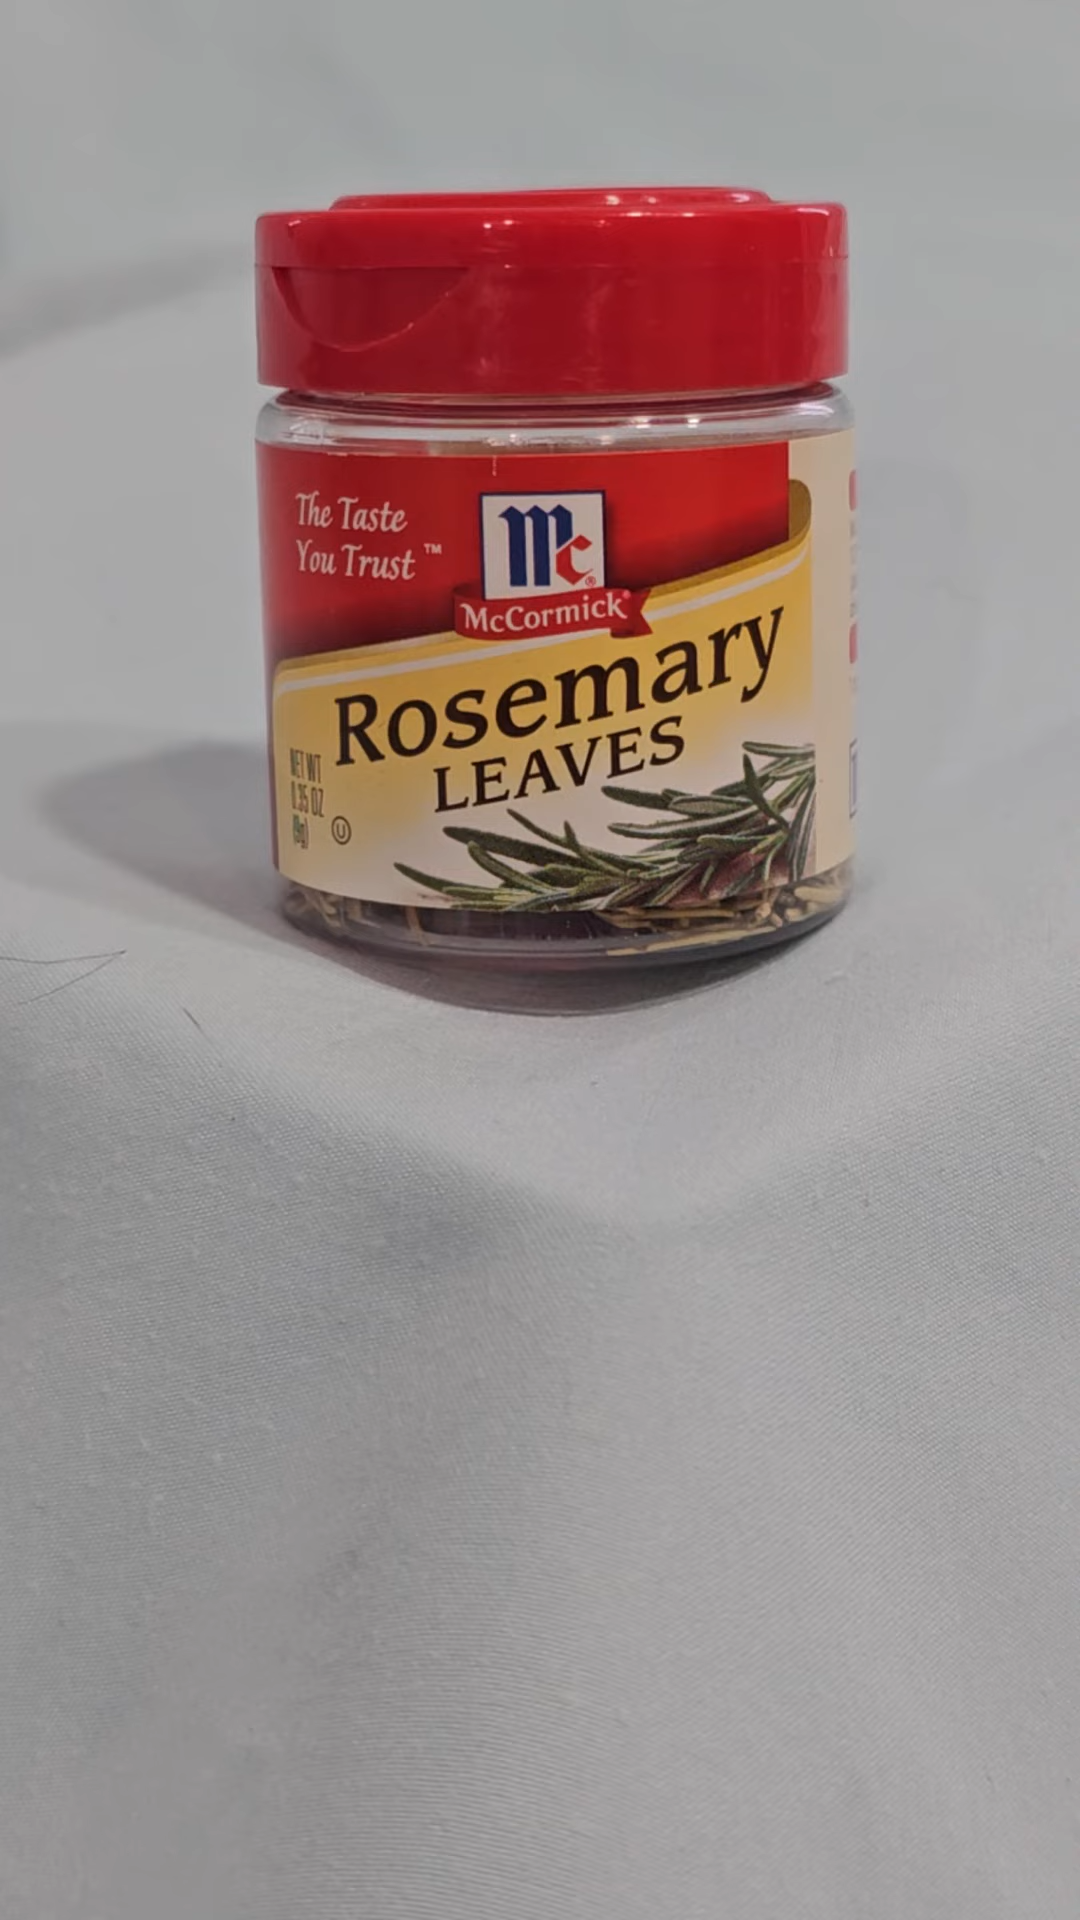 The Taste
You Trust™
Mc®
McCormick®
Rosemary
LEAVES
NET WT
0.35 OZ
(9g)
U